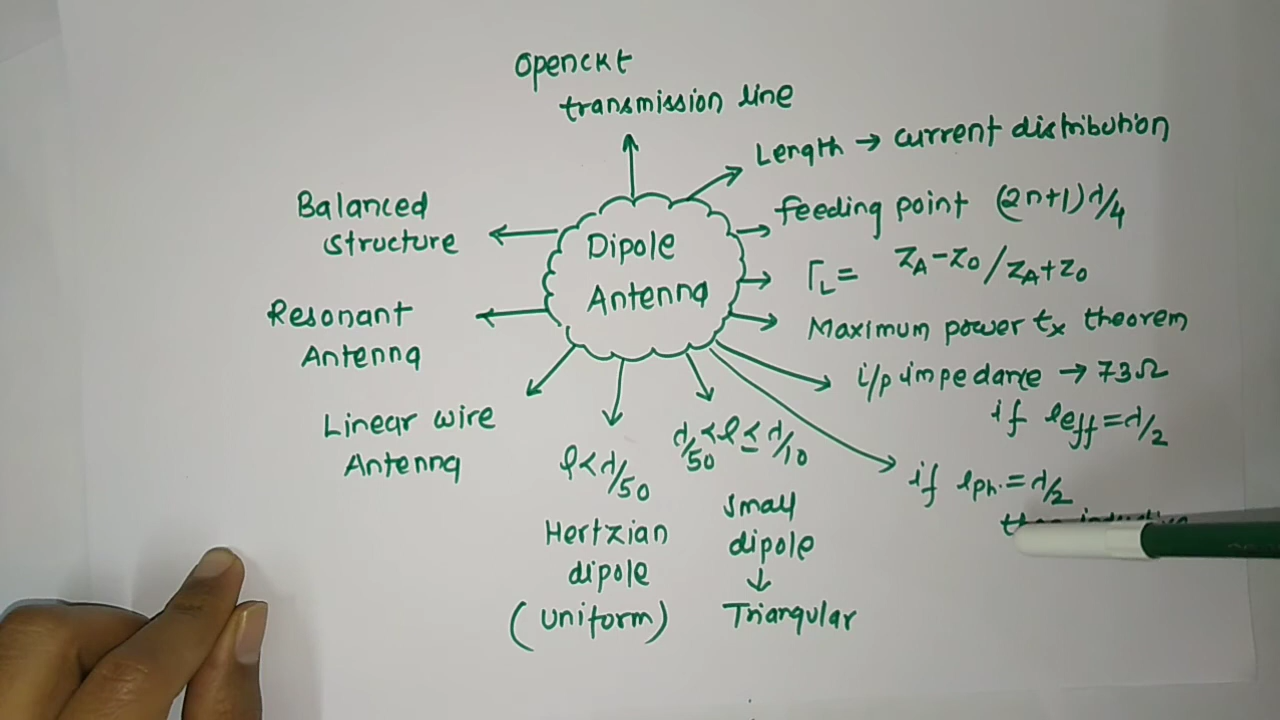 Openckt
transmission line
Length → current distribution
feeding point (2n+1)λ/4
ΓL = ZA-Z0/ZA+Z0
Maximum power tx theorem
i/p impedance → 73Ω
if leff = λ/2
if lph. = λ/2
Dipole
Antenna
Balanced
structure
Resonant
Antenna
Linear wire
Antenna
l<λ/50
Hertzian
dipole
(uniform)
λ/50<l≤λ/10
small
dipole
↓
Triangular